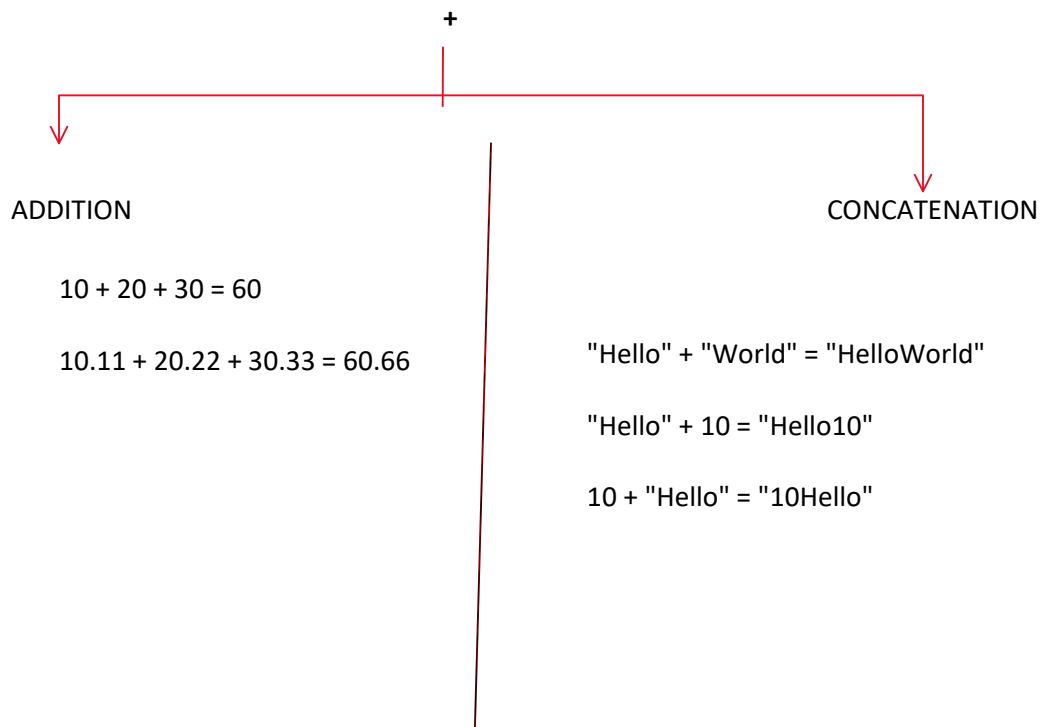 +
ADDITION
CONCATENATION
10 + 20 + 30 = 60
10.11 + 20.22 + 30.33 = 60.66
"Hello" + "World" = "HelloWorld"
"Hello" + 10 = "Hello10"
10 + "Hello" = "10Hello"